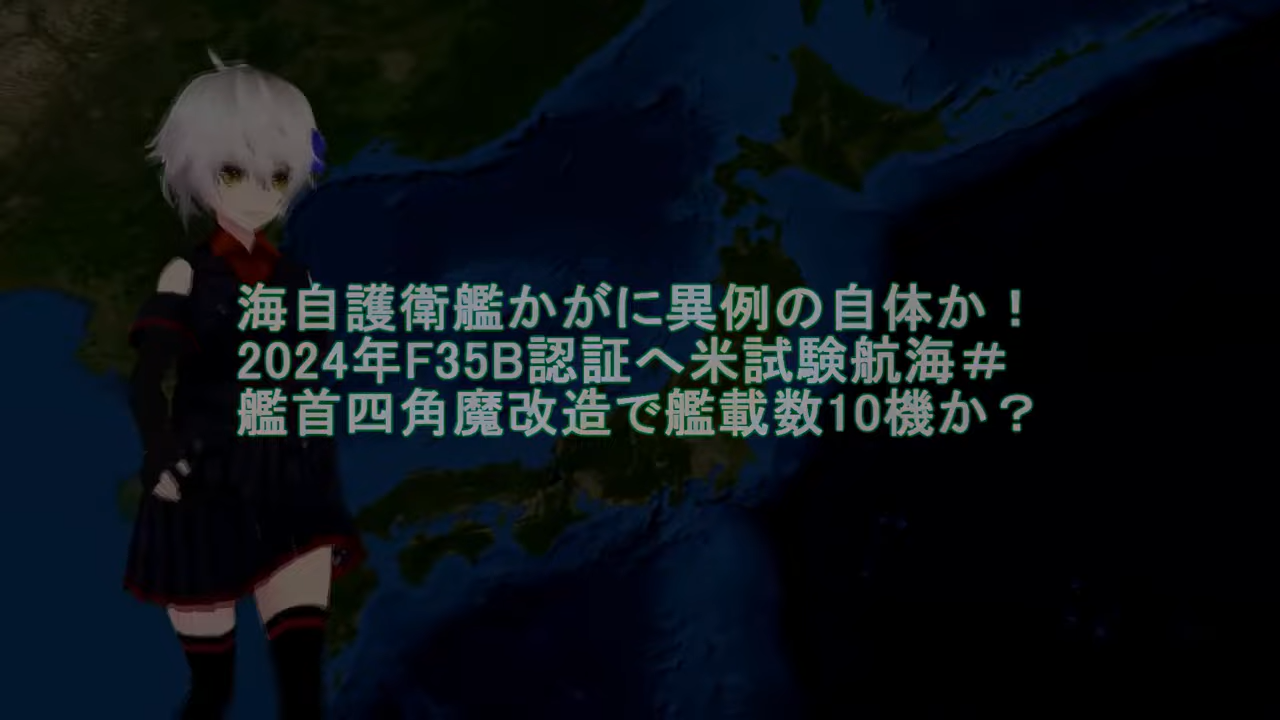 海自護衛艦かがに異例の自体か！
2024年F35B認証へ米試験航海＃
艦首四角魔改造で艦載数10機か？